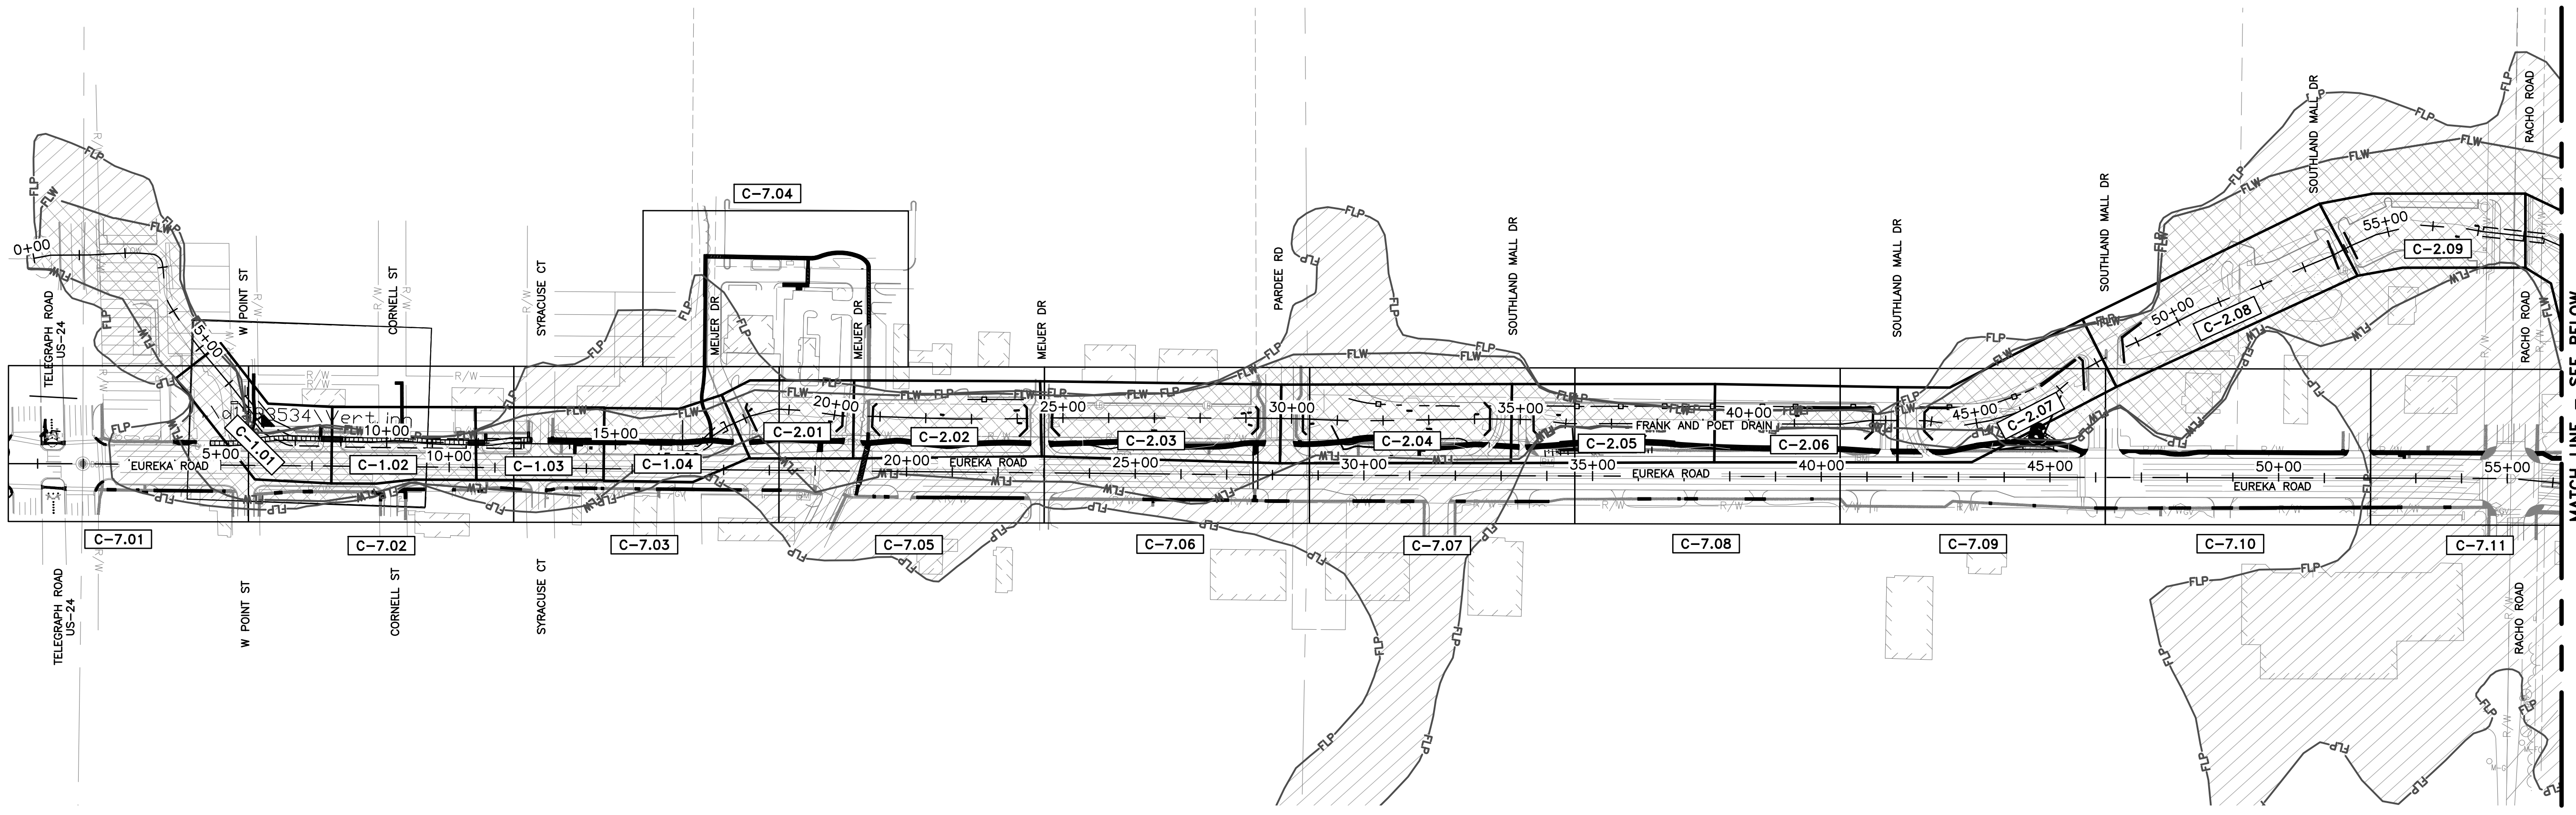 C-7.04
0+00
TELEGRAPH ROAD
US-24
W POINT ST
CORNELL ST
SYRACUSE CT
MEIJER DR
MEIJER DR
MEIJER DR
PARDEE RD
SOUTHLAND MALL DR
SOUTHLAND MALL DR
SOUTHLAND MALL DR
SOUTHLAND MALL DR
RACHO ROAD
RACHO ROAD
5+00
10+00
15+00
20+00
25+00
30+00
35+00
40+00
45+00
50+00
55+00
FRANK AND POET DRAIN
C-1.01
C-1.02
C-1.03
C-1.04
C-2.01
C-2.02
C-2.03
C-2.04
C-2.05
C-2.06
C-2.07
C-2.08
C-2.09
EUREKA ROAD
5+00
10+00
20+00
EUREKA ROAD
25+00
30+00
35+00
EUREKA ROAD
40+00
45+00
50+00
EUREKA ROAD
55+00
C-7.01
C-7.02
C-7.03
C-7.05
C-7.06
C-7.07
C-7.08
C-7.09
C-7.10
C-7.11
TELEGRAPH ROAD
US-24
W POINT ST
CORNELL ST
SYRACUSE CT
RACHO ROAD
FLP
FLW
R/W
MATCH LINE - SEE BELOW